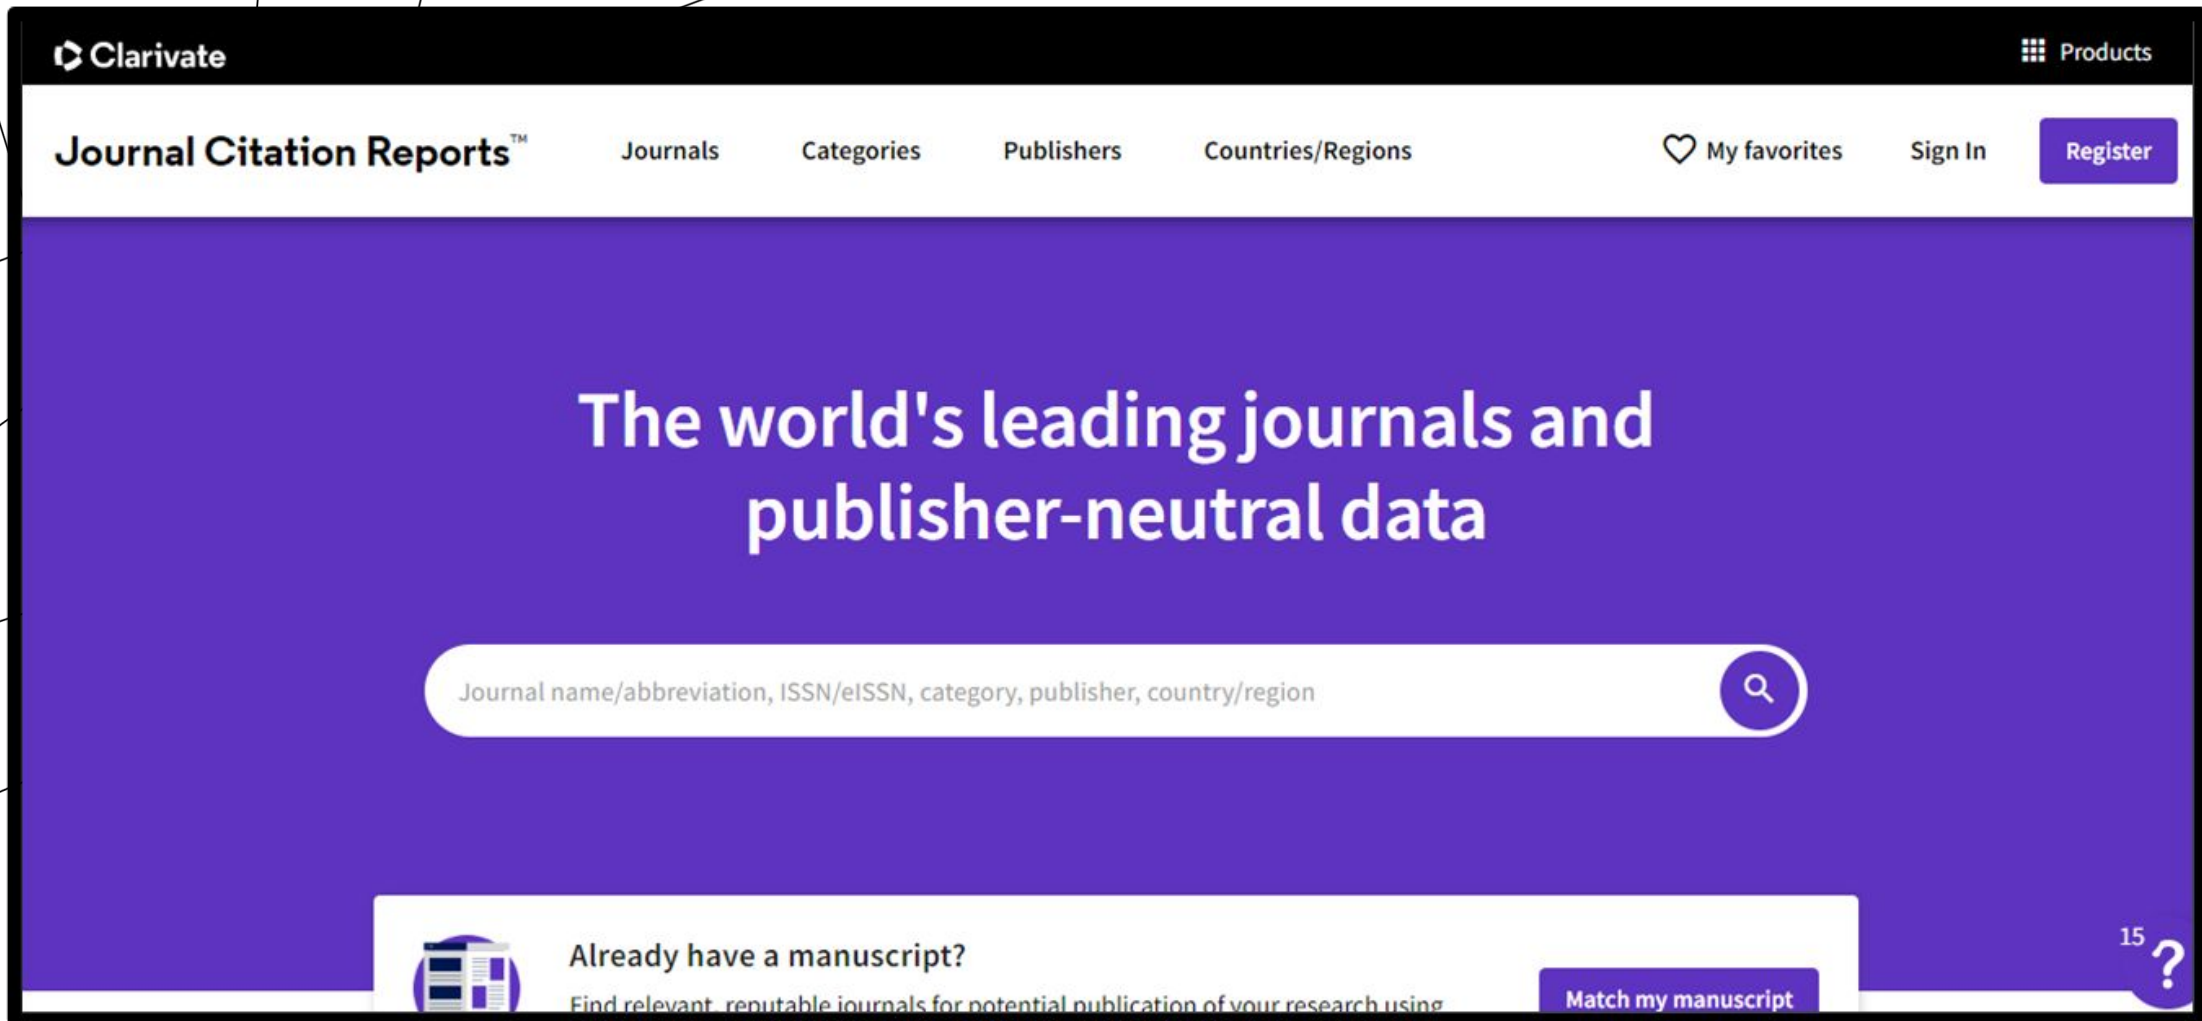 Clarivate
Products
Journal Citation Reports™
Journals
Categories
Publishers
Countries/Regions
My favorites
Sign In
Register
The world's leading journals and
publisher-neutral data
Journal name/abbreviation, ISSN/eISSN, category, publisher, country/region
Already have a manuscript?
Find relevant, reputable journals for potential publication of your research using
Match my manuscript
15
?